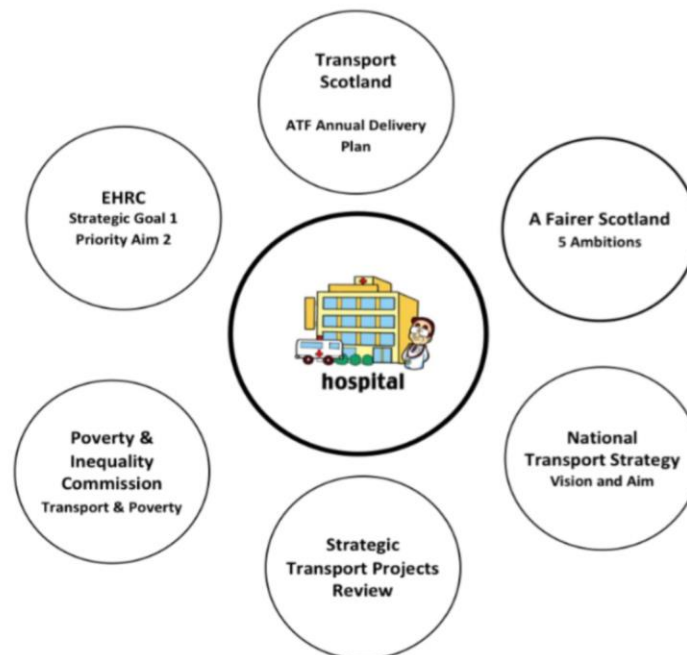 Transport
Scotland
ATF Annual Delivery
Plan
EHRC
Strategic Goal 1
Priority Aim 2
A Fairer Scotland
5 Ambitions
hospital
Poverty &
Inequality
Commission
Transport & Poverty
National
Transport Strategy
Vision and Aim
Strategic
Transport Projects
Review